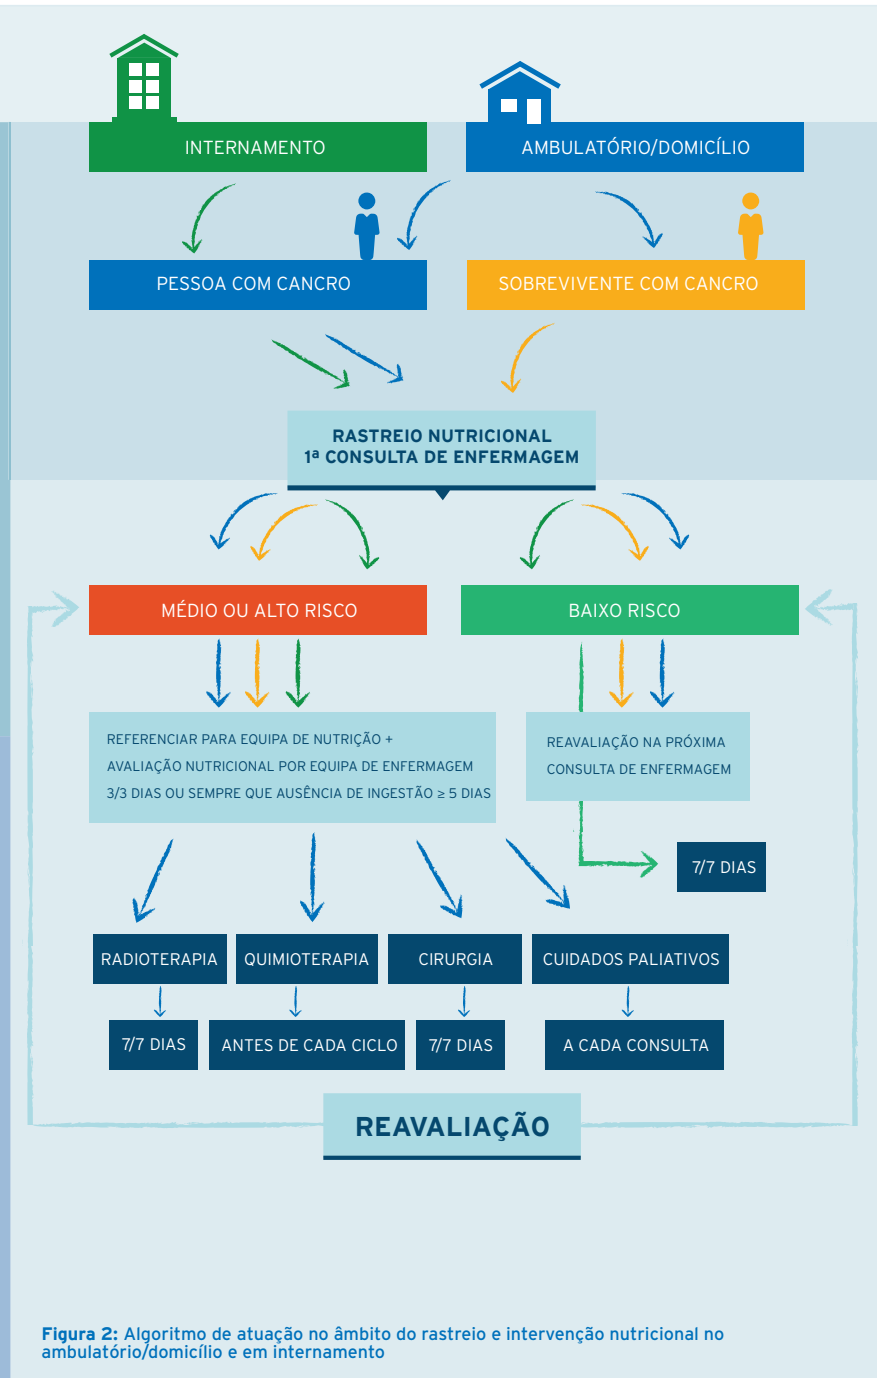 INTERNAMENTO
AMBULATÓRIO/DOMICÍLIO
PESSOA COM CANCRO
SOBREVIVENTE COM CANCRO
RASTREIO NUTRICIONAL
1ª CONSULTA DE ENFERMAGEM
MÉDIO OU ALTO RISCO
BAIXO RISCO
REFERENCIAR PARA EQUIPA DE NUTRIÇÃO +
AVALIAÇÃO NUTRICIONAL POR EQUIPA DE ENFERMAGEM
3/3 DIAS OU SEMPRE QUE AUSÊNCIA DE INGESTÃO ≥ 5 DIAS
REAVALIAÇÃO NA PRÓXIMA
CONSULTA DE ENFERMAGEM
7/7 DIAS
RADIOTERAPIA
QUIMIOTERAPIA
CIRURGIA
CUIDADOS PALIATIVOS
7/7 DIAS
ANTES DE CADA CICLO
7/7 DIAS
A CADA CONSULTA
REAVALIAÇÃO
Figura 2: Algoritmo de atuação no âmbito do rastreio e intervenção nutricional no
ambulatório/domicílio e em internamento